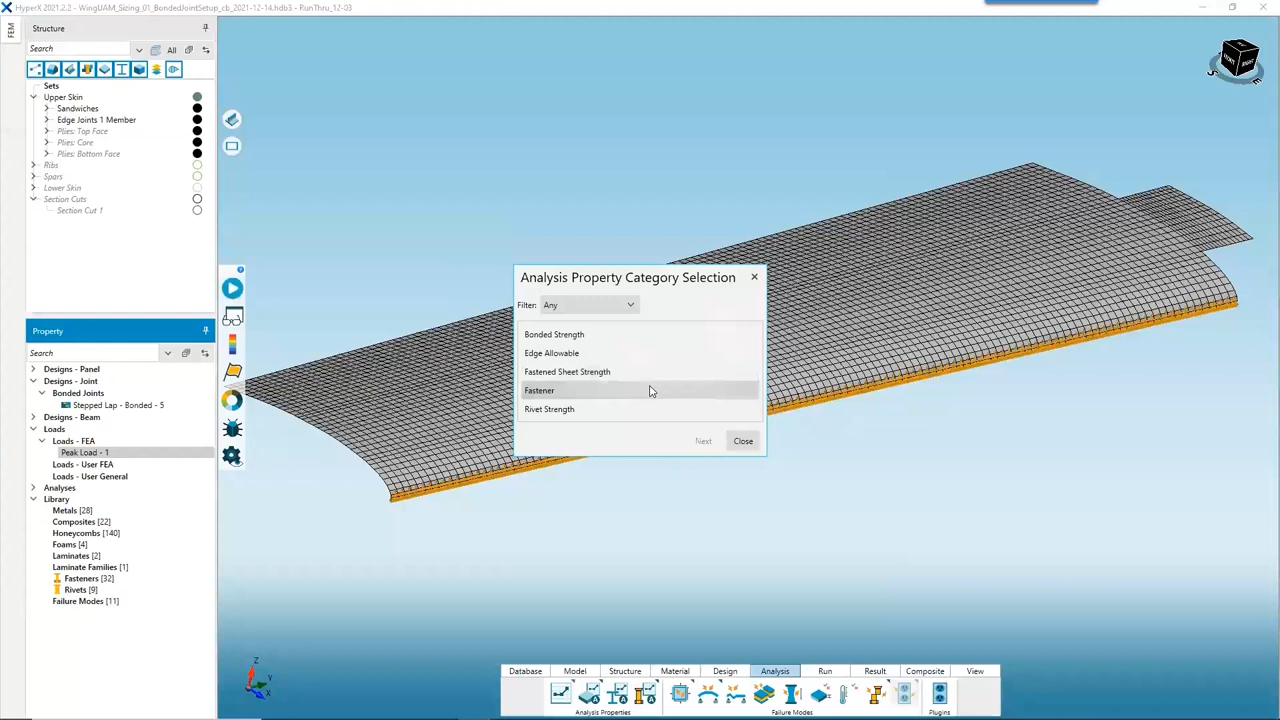 HyperX 2021.2.2 - WingUAM_Sizing_01_BondedJointSetup_cb_2021-12-14.hdb3 - RunThru_12-03
FEM
Structure
Search
All
Sets
Upper Skin
Sandwiches
Edge Joints 1 Member
Plies: Top Face
Plies: Core
Plies: Bottom Face
Ribs
Spars
Lower Skin
Section Cuts
Section Cut 1
Property
Search
Designs - Panel
Designs - Joint
Bonded Joints
Stepped Lap - Bonded - 5
Designs - Beam
Loads
Loads - FEA
Peak Load - 1
Loads - User FEA
Loads - User General
Analyses
Library
Metals [28]
Composites [22]
Honeycombs [140]
Foams [4]
Laminates [2]
Laminate Families [1]
Fasteners [32]
Rivets [9]
Failure Modes [11]
Analysis Property Category Selection
Filter: Any
Bonded Strength
Edge Allowable
Fastened Sheet Strength
Fastener
Rivet Strength
Next Close
Z
Y
X
Database Model Structure Material Design Analysis Run Result Composite View
Analysis Properties Failure Modes Plugins